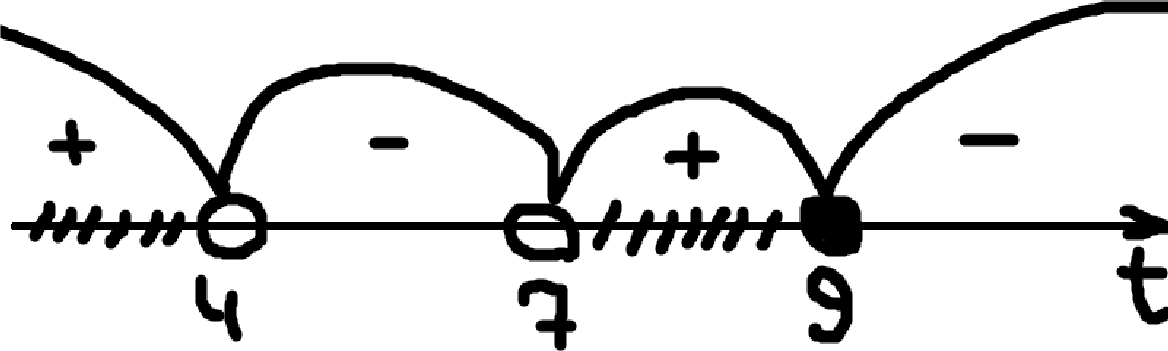 + - + -
4 7 9 t